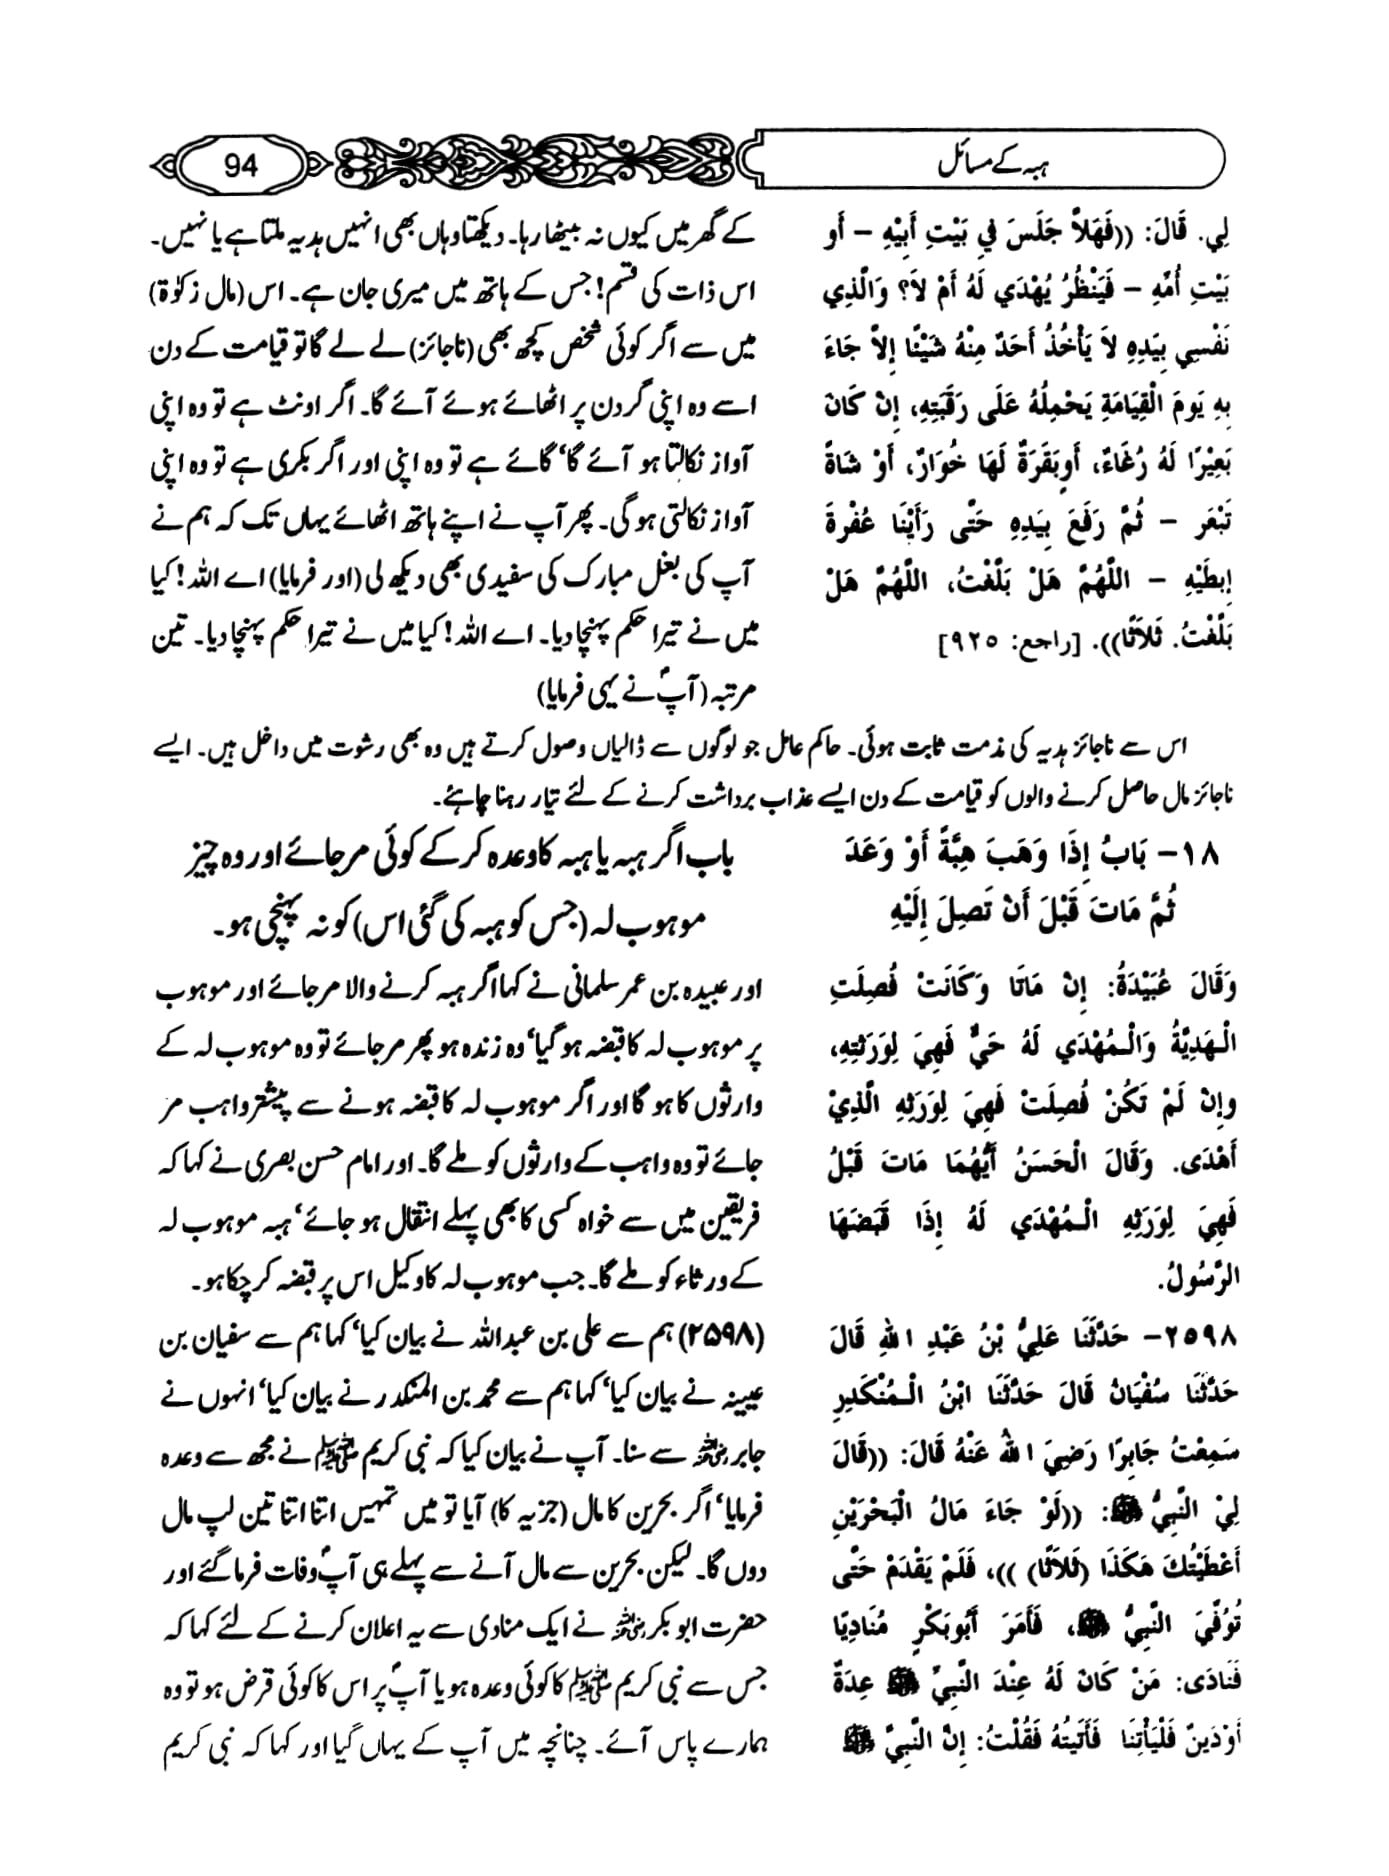 ہبہ کے مسائل
94
لِي. قَالَ: ((فَهَلاَّ جَلَسَ فِي بَيْتِ أَبِيْهِ – أَو
بَيْتِ أُمِّهِ – فَيَنْظُرُ يُهْدَي لَهُ أَمْ لاَ؟ وَالَّذِي
نَفْسِي بِيَدِهِ لاَ يَأْخُذُ أَحَدٌ مِنْهُ شَيْئًا إِلاَّ جَاءَ
بِهِ يَومَ الْقِيَامَةِ يَحْمِلُهُ عَلَى رَقَبَتِهِ، إِنْ كَانَ
بَعِيْرًا لَهُ رُغَاءٌ، أَوبَقَرَةً لَهَا خُوَارٌ، أَوْ شَاةً
تَيْعَر – ثُمَّ رَفَعَ بِيَدِهِ حَتَّى رَأَيْنَا عُفْرةَ
إِبطَيْهِ – اللَّهُمَّ هَلْ بَلَّغْتُ، اللَّهُمَّ هَلْ
بَلَّغْتُ. ثَلاَثًا)). [راجع: ٩٢٥]
کے گھر میں کیوں نہ بیٹھا رہا۔ دیکھتا وہاں بھی انہیں ہدیہ ملتا ہے یا نہیں۔
اس ذات کی قسم! جس کے ہاتھ میں میری جان ہے۔ اس (مال زکوٰۃ)
میں سے اگر کوئی شخص کچھ بھی (ناجائز) لے لے گا تو قیامت کے دن
اسے وہ اپنی گردن پر اٹھائے ہوئے آئے گا۔ اگر اونٹ ہے تو وہ اپنی
آواز نکالتا ہو آئے گا' گائے ہے تو وہ اپنی اور اگر بکری ہے تو وہ اپنی
آواز نکالتی ہو گی۔ پھر آپ نے اپنے ہاتھ اٹھائے یہاں تک کہ ہم نے
آپ کی بغل مبارک کی سفیدی بھی دیکھ لی (اور فرمایا) اے اللہ! کیا
میں نے تیرا حکم پہنچا دیا۔ اے اللہ! کیا میں نے تیرا حکم پہنچا دیا۔ تین
مرتبہ (آپؐ نے یہی فرمایا)
اس سے ناجائز ہدیہ کی مذمت ثابت ہوئی۔ حاکم عامل جو لوگوں سے ڈالیاں وصول کرتے ہیں وہ بھی رشوت میں داخل ہیں۔ ایسے
ناجائز مال حاصل کرنے والوں کو قیامت کے دن ایسے عذاب برداشت کرنے کے لئے تیار رہنا چاہئے۔
١٨– بَابُ إِذَا وَهَبَ هِبَةً أَوْ وَعَدَ
ثُمَّ مَاتَ قَبْلَ أَنْ تَصِلَ إِلَيْهِ
باب اگر ہبہ یا ہبہ کا وعدہ کر کے کوئی مر جائے اور وہ چیز
موہوب لہ (جس کو ہبہ کی گئی اس) کو نہ پہنچی ہو۔
وَقَالَ عُبَيْدَةُ: إِنْ مَاتَا وَكَانَتْ فُصِلَتِ
الْهَدِيَّةُ وَالْمُهْدَي لَهُ حَيٌّ فَهِيَ لِوَرَثَتِهِ،
وإِنْ لَمْ تَكُنْ فُصِلَتْ فَهِيَ لِوَرَثِهِ الَّذِيْ
أَهْدَى. وَقَالَ الْحَسَنُ أَيُّهُمَا مَاتَ قَبْلُ
فَهِيَ لِوَرَثِهِ الْمُهْدَي لَهُ إِذَا قَبَضَهَا
الرَّسُولُ.
اور عبیدہ بن عمر سلمانی نے کہا اگر ہبہ کرنے والا مر جائے اور موہوب
پر موہوب لہ کا قبضہ ہو گیا' وہ زندہ ہو پھر مر جائے تو وہ موہوب لہ کے
وارثوں کا ہو گا اور اگر موہوب لہ کا قبضہ ہونے سے پیشتر واہب مر
جائے تو وہ واہب کے وارثوں کو ملے گا۔ اور امام حسن بصری نے کہا کہ
فریقین میں سے خواہ کسی کا بھی پہلے انتقال ہو جائے' ہبہ موہوب لہ
کے ورثاء کو ملے گا۔ جب موہوب لہ کا وکیل اس پر قبضہ کر چکا ہو۔
٢٥٩٨– حَدَّثَنَا عَلِيُّ بْنُ عَبْدِ اللهِ قَالَ
حَدَّثَنَا سُفْيَانُ قَالَ حَدَّثَنَا ابْنُ الْمُنْكَدِرِ
سَمِعْتُ جَابِرًا رَضِيَ اللهُ عَنْهُ قَالَ: ((قَالَ
لِيْ النَّبِيُّ ﷺ: ((لَوْ جَاءَ مَالُ الْبَحْرَيْنِ
أَعْطَيْتُكَ هَكَذَا (ثَلاَثًا) ))، فَلَمْ يَقْدَمْ حَتَّى
تُوُفِّيَ النَّبِيُّ ﷺ، فَأَمَرَ أَبُوبَكْرٍ مُنَادِيًا
فَنَادَى: مَنْ كَانَ لَهُ عِنْدَ النَّبِيِّ ﷺ عِدَةٌ
أَوْدَينٌ فَلْيَأْتِنَا فَأَتَيتُهُ فَقُلْتُ: إِنَّ النَّبِيَّ ﷺ
(۲۵۹۸) ہم سے علی بن عبداللہ نے بیان کیا' کہا ہم سے سفیان بن
عیینہ نے بیان کیا' کہا ہم سے محمد بن المنکدر نے بیان کیا' انہوں نے
جابر رضی اللہ عنہ سے سنا۔ آپ نے بیان کیا کہ نبی کریم ﷺ نے مجھ سے وعدہ
فرمایا' اگر بحرین کا مال (جزیہ کا) آیا تو میں تمہیں اتنا اتنا تین لپ مال
دوں گا۔ لیکن بحرین سے مال آنے سے پہلے ہی آپؐ وفات فرما گئے اور
حضرت ابوبکر رضی اللہ عنہ نے ایک منادی سے یہ اعلان کرنے کے لئے کہا کہ
جس سے نبی کریم ﷺ کا کوئی وعدہ ہو یا آپؐ پر اس کا کوئی قرض ہو تو وہ
ہمارے پاس آئے۔ چنانچہ میں آپ کے یہاں گیا اور کہا کہ نبی کریم